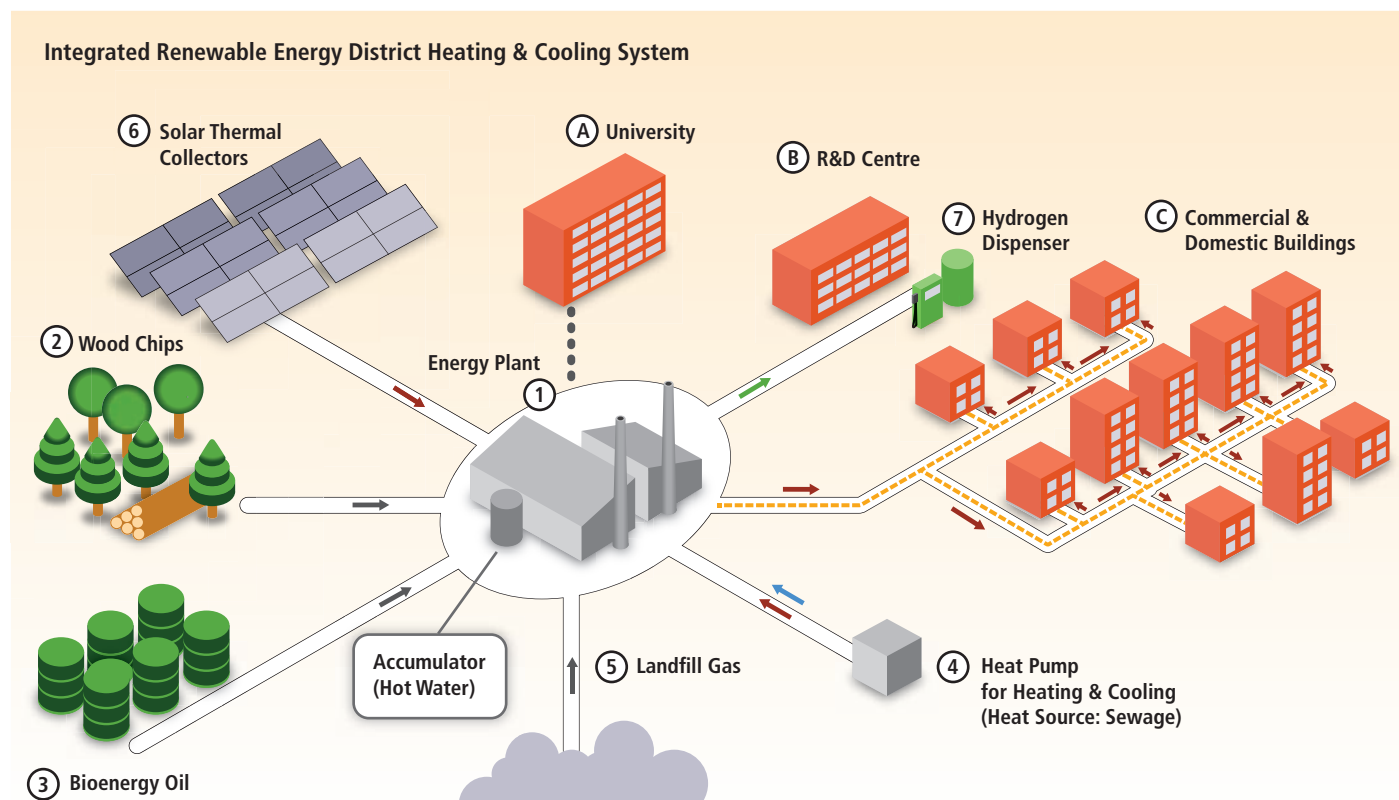 Integrated Renewable Energy District Heating & Cooling System
6 Solar Thermal
Collectors
A University
B R&D Centre
7 Hydrogen
Dispenser
C Commercial &
Domestic Buildings
2 Wood Chips
Energy Plant
1
Accumulator
(Hot Water)
5 Landfill Gas
4 Heat Pump
for Heating & Cooling
(Heat Source: Sewage)
3 Bioenergy Oil